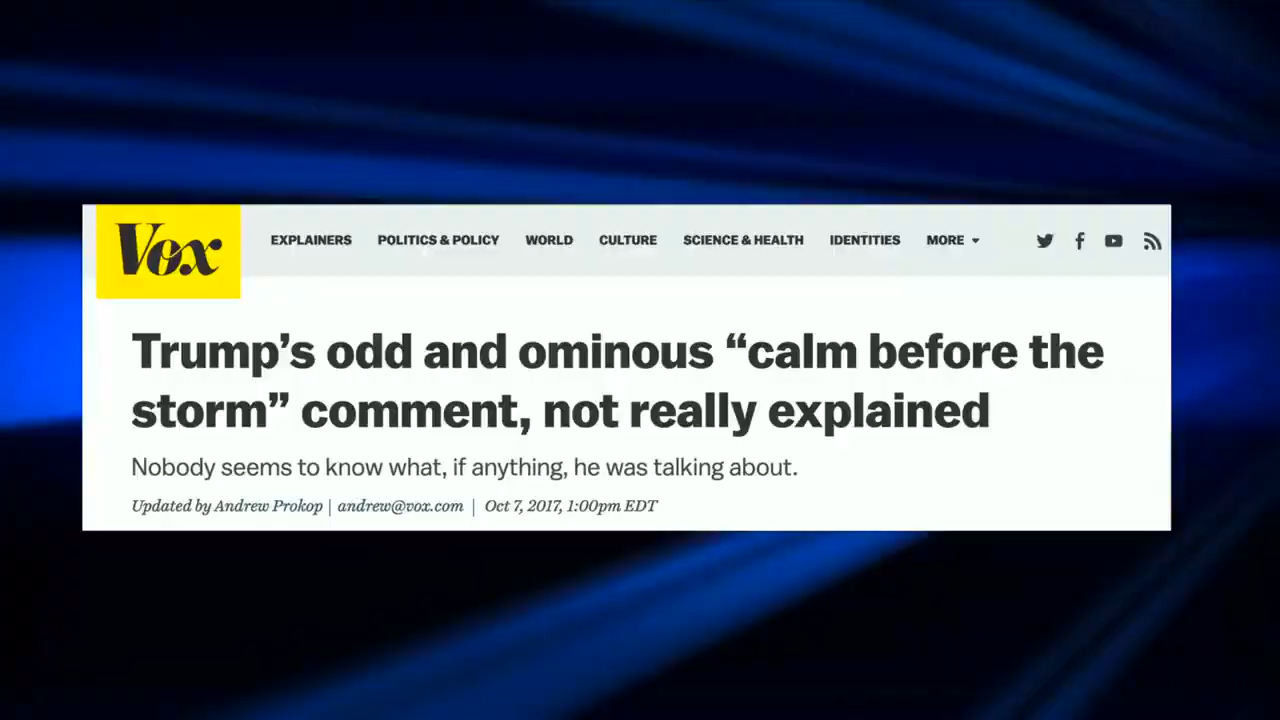 Vox
EXPLAINERS POLITICS & POLICY WORLD CULTURE SCIENCE & HEALTH IDENTITIES MORE
Trump’s odd and ominous “calm before the
storm” comment, not really explained
Nobody seems to know what, if anything, he was talking about.
Updated by Andrew Prokop | andrew@vox.com | Oct 7, 2017, 1:00pm EDT